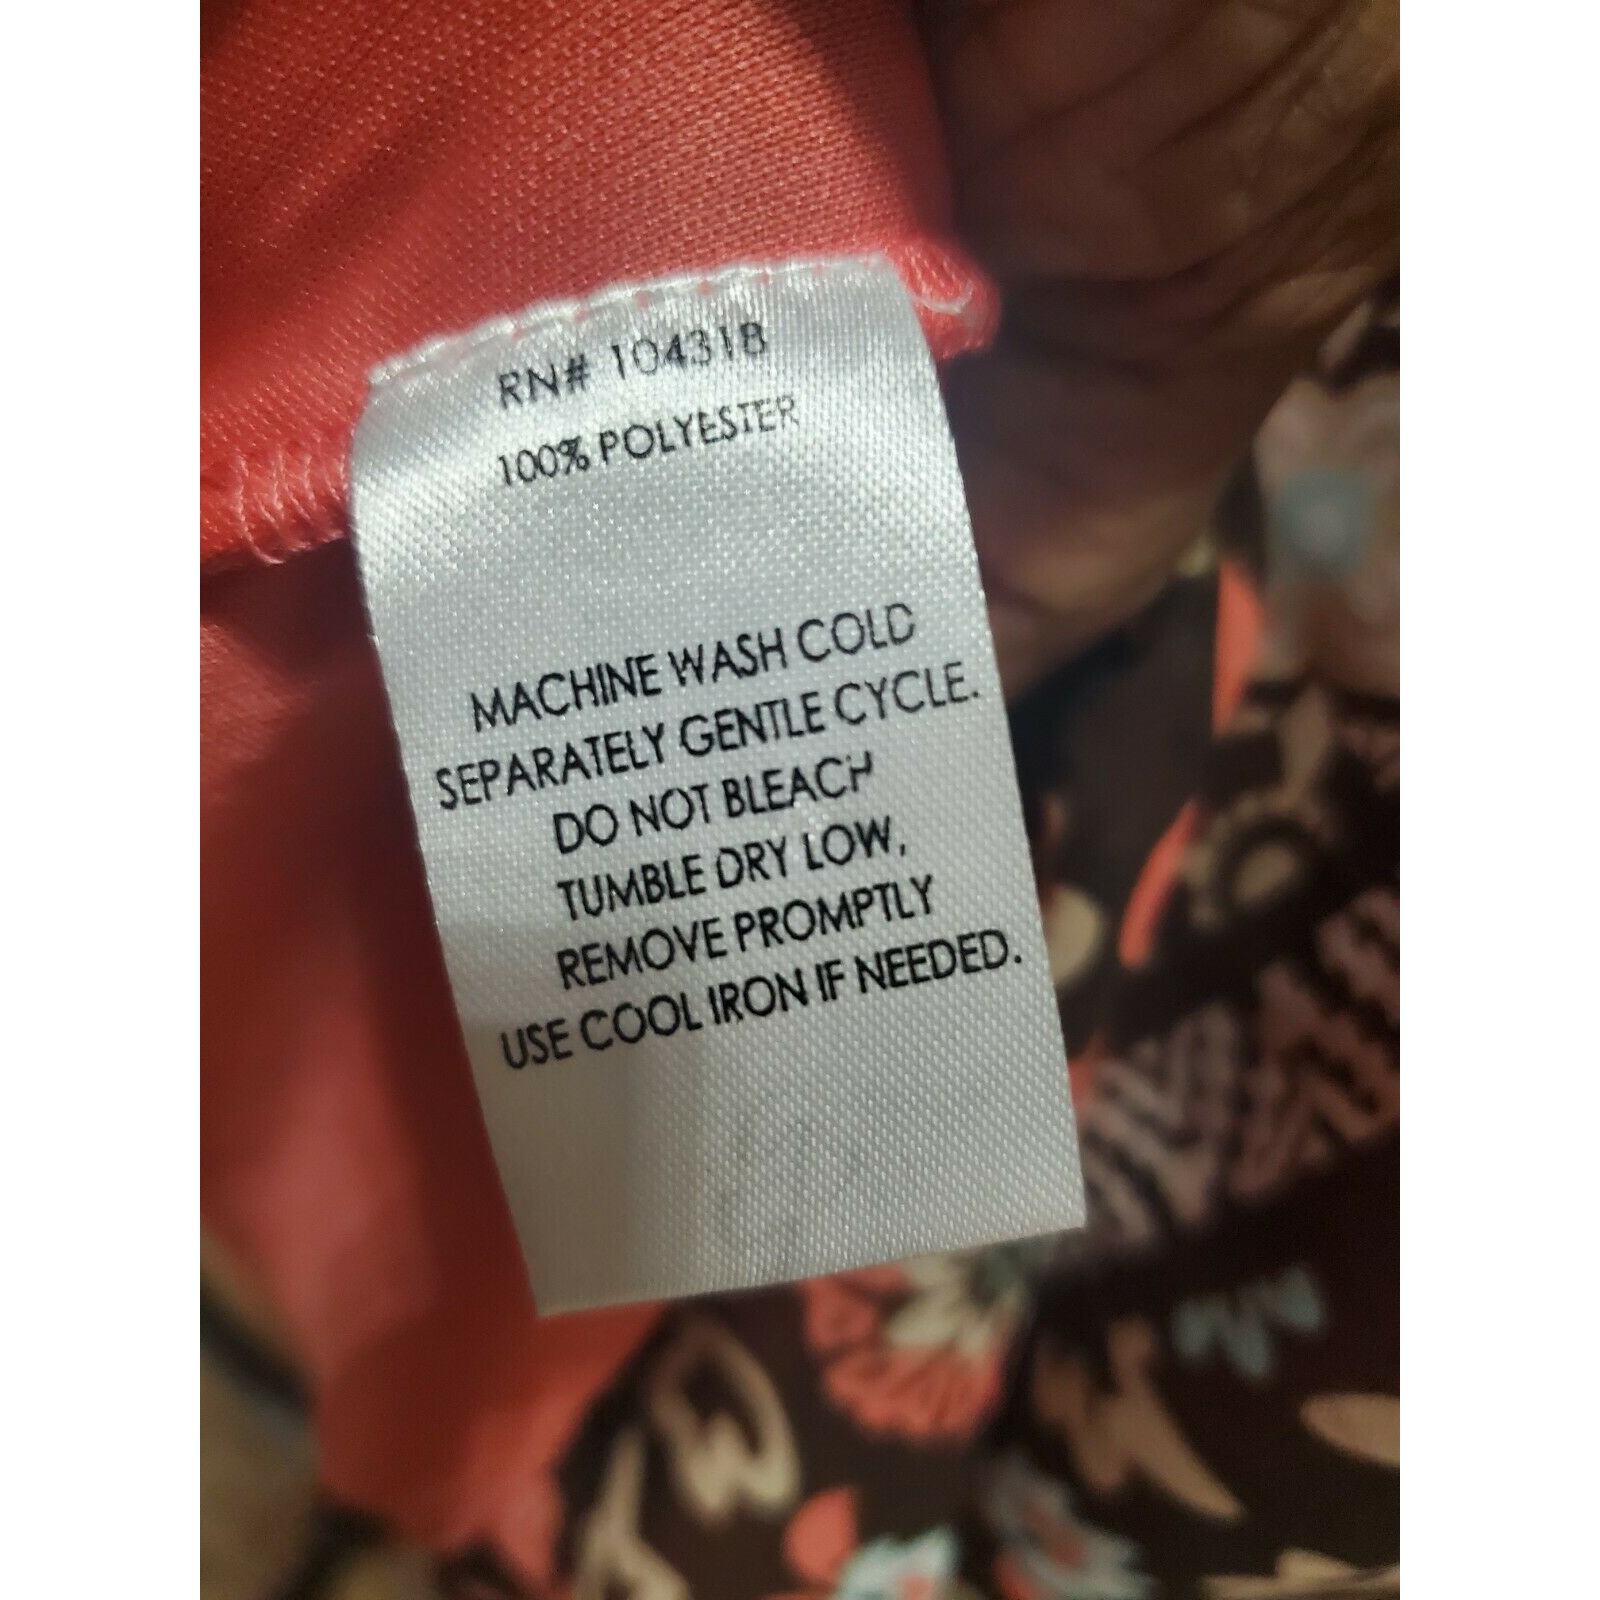 RN# 104318
100% POLYESTER
MACHINE WASH COLD
SEPARATELY GENTLE CYCLE.
DO NOT BLEACH
TUMBLE DRY LOW,
REMOVE PROMPTLY
USE COOL IRON IF NEEDED.